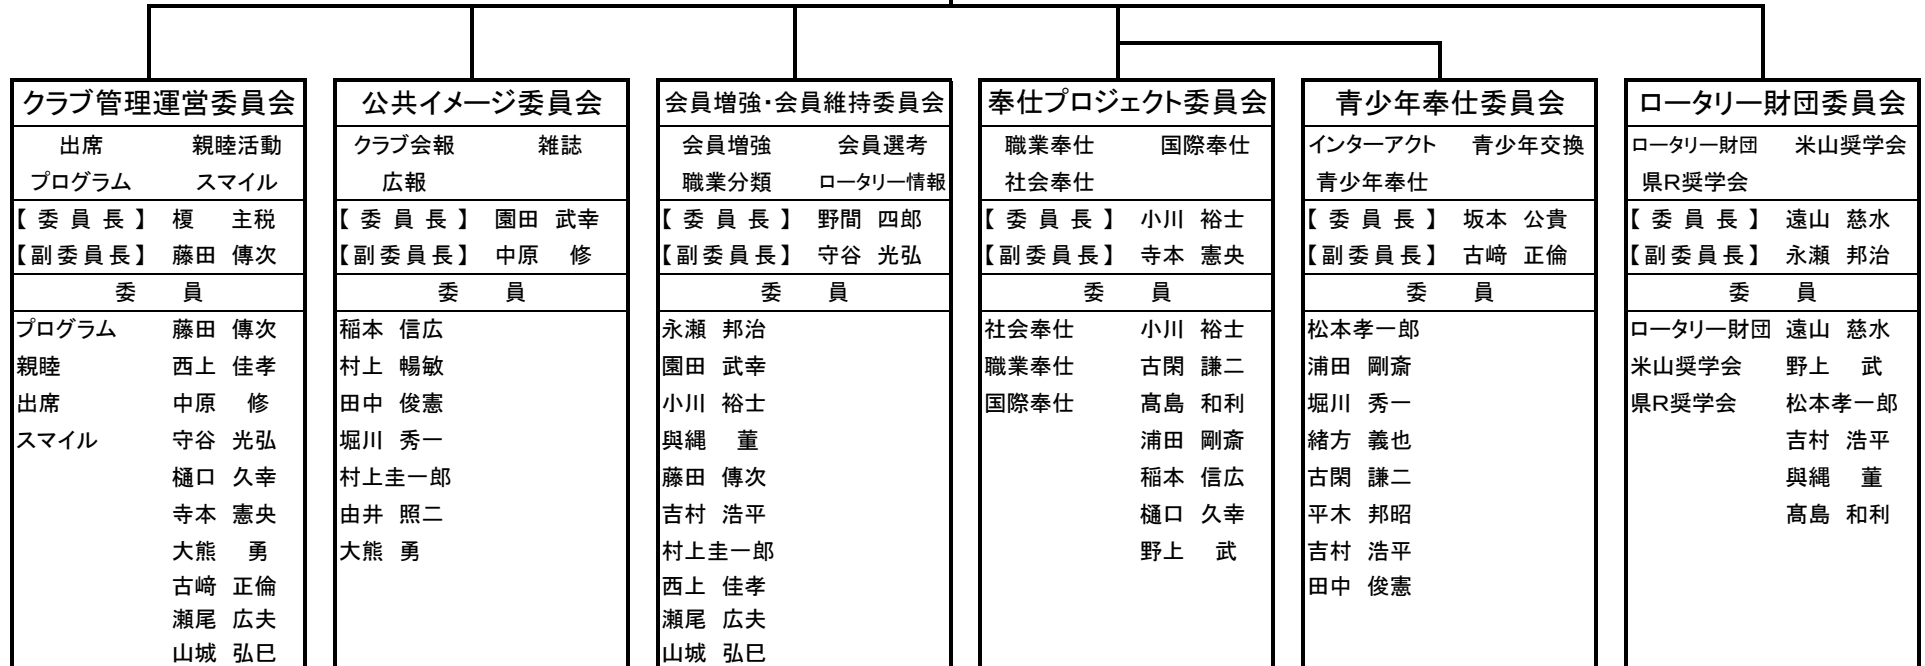 クラブ管理運営委員会
出席 親睦活動
プログラム スマイル
【 委 員 長 】 榎 主税
【副委員長】 藤田 傳次
委 員
プログラム 藤田 傳次
親睦 西上 佳孝
出席 中原 修
スマイル 守谷 光弘
樋口 久幸
寺本 憲央
大熊 勇
古﨑 正倫
瀬尾 広夫
山城 弘巳
公共イメージ委員会
クラブ会報 雑誌
広報
【 委 員 長 】 園田 武幸
【副委員長】 中原 修
委 員
稲本 信広
村上 暢敏
田中 俊憲
堀川 秀一
村上圭一郎
由井 照二
大熊 勇
会員増強・会員維持委員会
会員増強 会員選考
職業分類 ロータリー情報
【 委 員 長 】 野間 四郎
【副委員長】 守谷 光弘
委 員
永瀬 邦治
園田 武幸
小川 裕士
與縄 董
藤田 傳次
吉村 浩平
村上圭一郎
西上 佳孝
瀬尾 広夫
山城 弘巳
奉仕プロジェクト委員会
職業奉仕 国際奉仕
社会奉仕
【 委 員 長 】 小川 裕士
【副委員長】 寺本 憲央
委 員
社会奉仕 小川 裕士
職業奉仕 古閑 謙二
国際奉仕 髙島 和利
浦田 剛斎
稲本 信広
樋口 久幸
野上 武
青少年奉仕委員会
インターアクト 青少年交換
青少年奉仕
【 委 員 長 】 坂本 公貴
【副委員長】 古﨑 正倫
委 員
松本孝一郎
浦田 剛斎
堀川 秀一
緒方 義也
古閑 謙二
平木 邦昭
吉村 浩平
田中 俊憲
ロータリー財団委員会
ロータリー財団 米山奨学会
県Ｒ奨学会
【 委 員 長 】 遠山 慈水
【副委員長】 永瀬 邦治
委 員
ロータリー財団 遠山 慈水
米山奨学会 野上 武
県Ｒ奨学会 松本孝一郎
吉村 浩平
與縄 董
髙島 和利